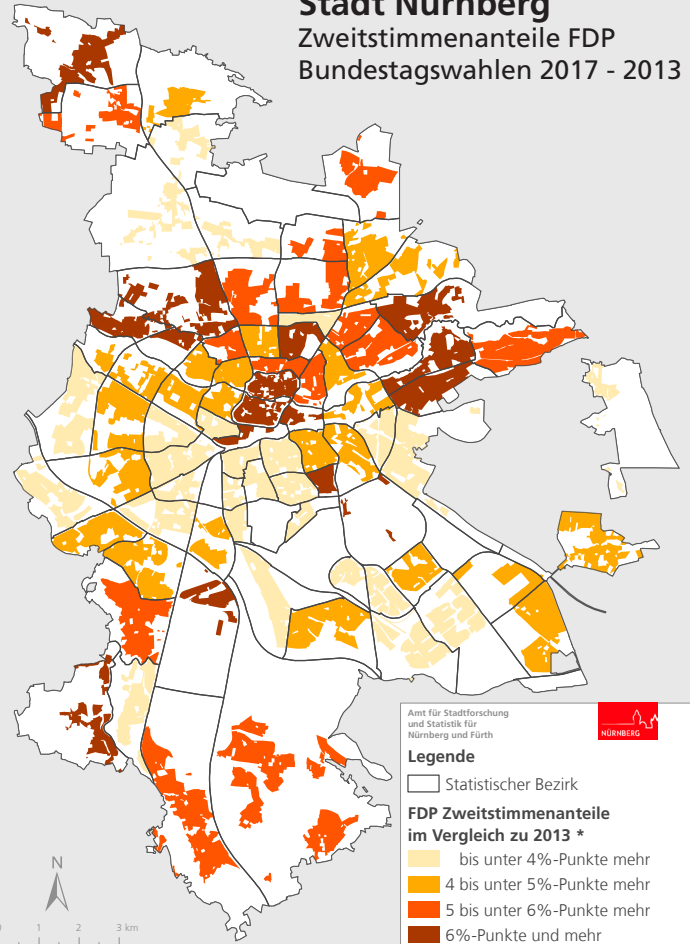 Stadt Nürnberg
Zweitstimmenanteile FDP
Bundestagswahlen 2017 - 2013
Amt für Stadtforschung
und Statistik für
Nürnberg und Fürth
NÜRNBERG
Legende
Statistischer Bezirk
FDP Zweitstimmenanteile
im Vergleich zu 2013 *
bis unter 4%-Punkte mehr
4 bis unter 5%-Punkte mehr
5 bis unter 6%-Punkte mehr
6%-Punkte und mehr
N
0 1 2 3 km